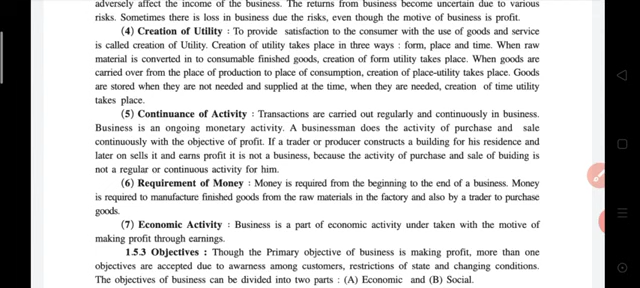 adversely affect the income of the business. The returns from business become uncertain due to various
risks. Sometimes there is loss in business due the risks, even though the motive of business is profit.
(4) Creation of Utility : To provide satisfaction to the consumer with the use of goods and service
is called creation of Utility. Creation of utility takes place in three ways : form, place and time. When raw
material is converted in to consumable finished goods, creation of form utility takes place. When goods are
carried over from the place of production to place of consumption, creation of place-utility takes place. Goods
are stored when they are not needed and supplied at the time, when they are needed, creation of time utility
takes place.
(5) Continuance of Activity : Transactions are carried out regularly and continuously in business.
Business is an ongoing monetary activity. A businessman does the activity of purchase and sale
continuously with the objective of profit. If a trader or producer constructs a building for his residence and
later on sells it and earns profit it is not a business, because the activity of purchase and sale of buiding is
not a regular or continuous activity for him.
(6) Requirement of Money : Money is required from the beginning to the end of a business. Money
is required to manufacture finished goods from the raw materials in the factory and also by a trader to purchase
goods.
(7) Economic Activity : Business is a part of economic activity under taken with the motive of
making profit through earnings.
1.5.3 Objectives : Though the Primary objective of business is making profit, more than one
objectives are accepted due to awarness among customers, restrictions of state and changing conditions.
The objectives of business can be divided into two parts : (A) Economic and (B) Social.